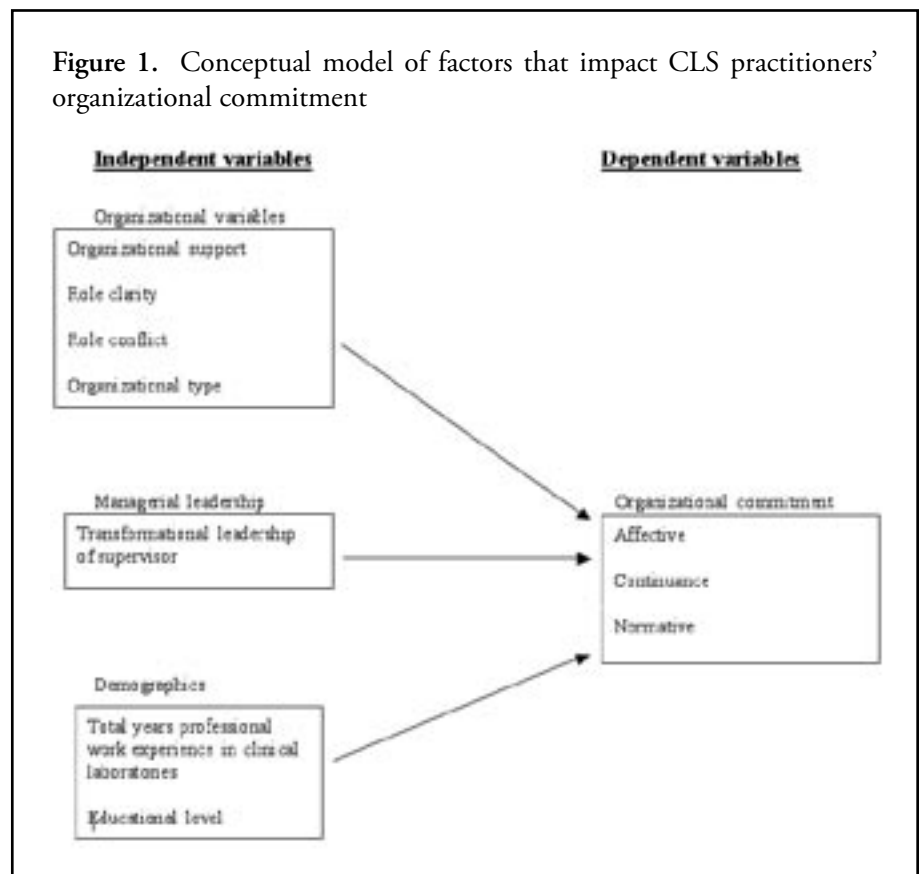 Figure 1. Conceptual model of factors that impact CLS practitioners'
organizational commitment
Independent variables
Dependent variables
Organizational variables
Organizational support
Role clarity
Role conflict
Organizational type
Managerial leadership
Transformational leadership
of supervisor
Organizational commitment
Affective
Continuance
Normative
Demographics
Total years professional
work experience in clinical
laboratories
Educational level